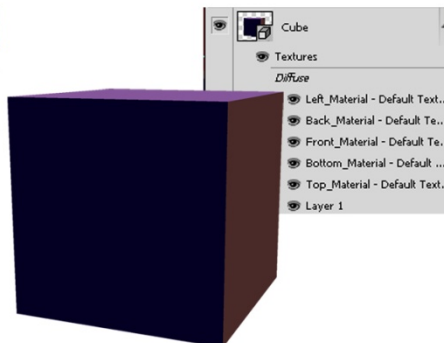 Cube
Textures
Diffuse
Left_Material - Default Text...
Back_Material - Default Te...
Front_Material - Default Te...
Bottom_Material - Default ...
Top_Material - Default Text...
Layer 1